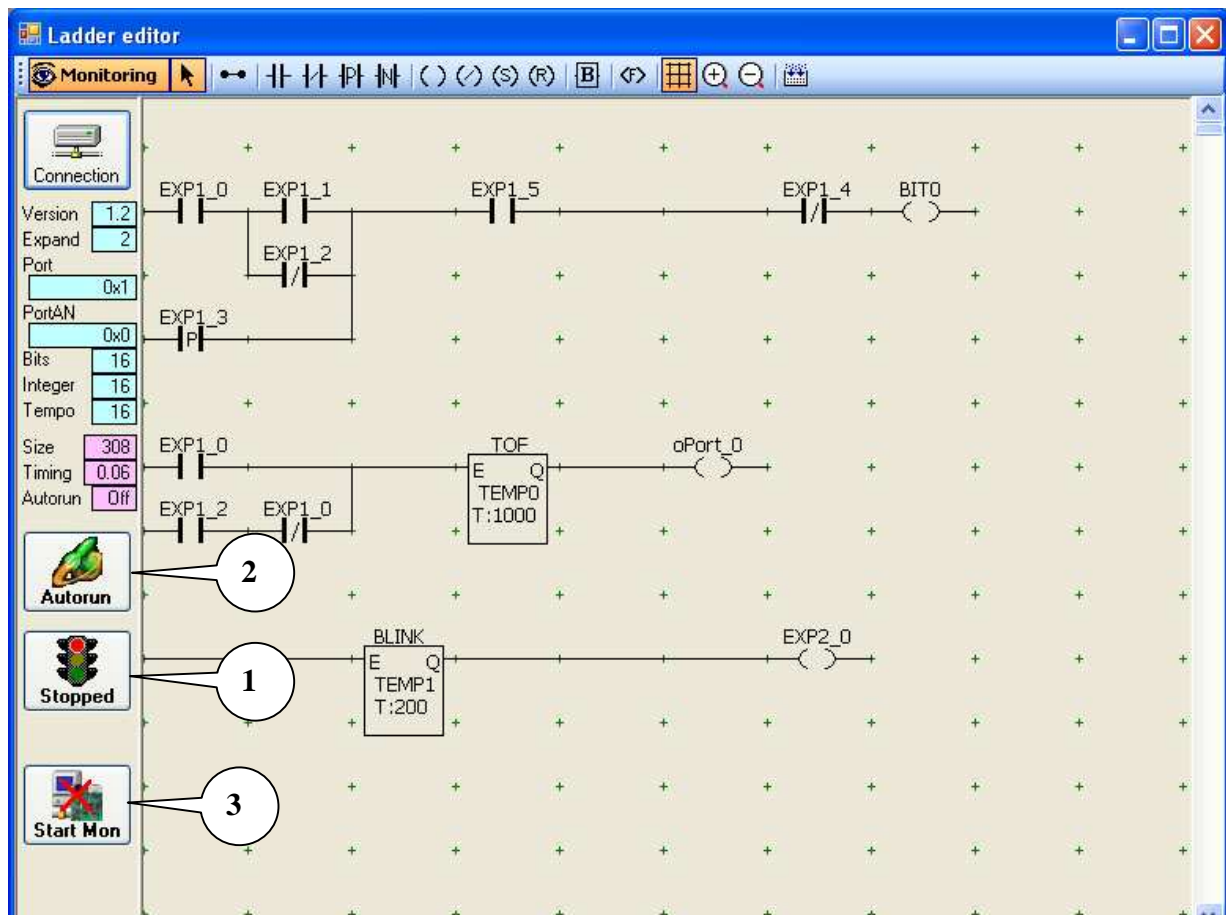 Ladder editor
Monitoring P N ( ) (/) (S) (R) B F
Connection
Version 1.2
Expand 2
Port
0x1
PortAN
0x0
Bits 16
Integer 16
Tempo 16
Size 308
Timing 0.06
Autorun Off
Autorun
Stopped
Start Mon
2
1
3
EXP1_0 EXP1_1 EXP1_5 EXP1_4 BIT0
EXP1_2
EXP1_3
P
EXP1_0 TOF oPort_0
E Q
TEMP0
T:1000
EXP1_2 EXP1_0
BLINK EXP2_0
E Q
TEMP1
T:200